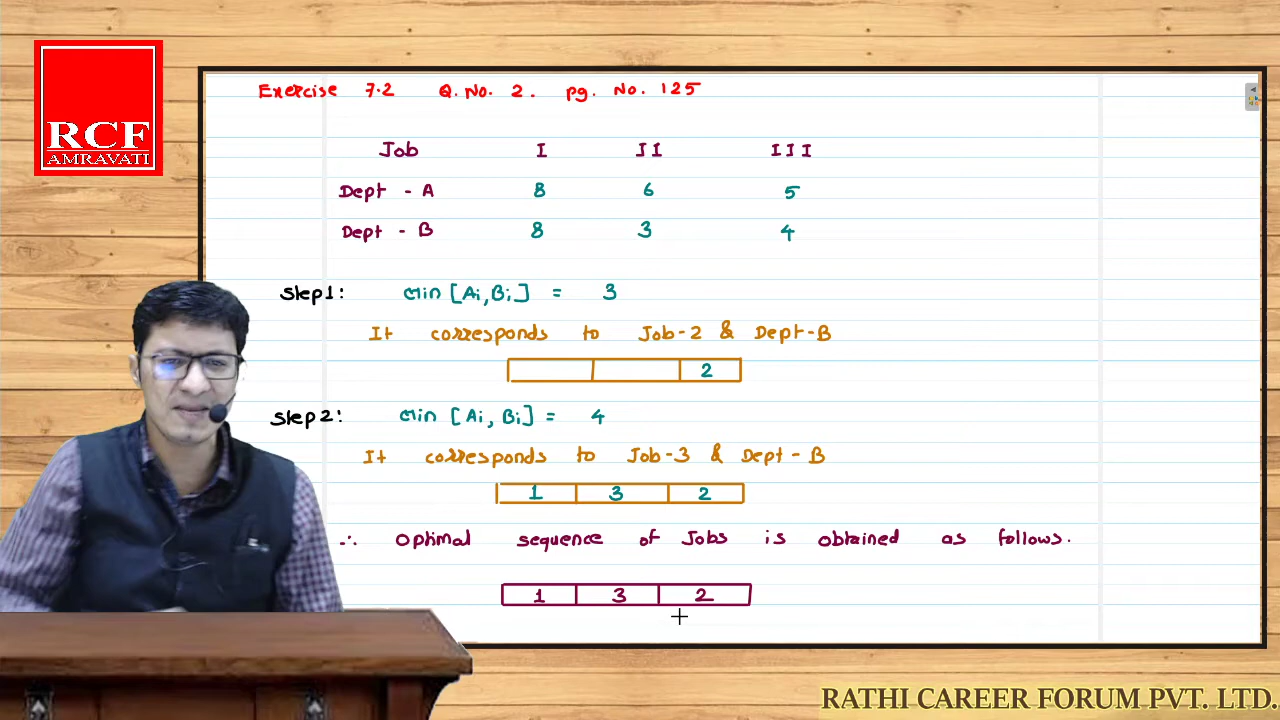 RCF
AMRAVATI
Exercise 7.2 Q. No. 2. pg. No. 125
Job I II III
Dept - A 8 6 5
Dept - B 8 3 4
Step1: Min [Ai, Bi] = 3
It corresponds to Job-2 & Dept-B
2
Step2: Min [Ai, Bi] = 4
It corresponds to Job-3 & Dept - B
1 3 2
∴ Optimal sequence of Jobs is obtained as follows.
1 3 2
RATHI CAREER FORUM PVT. LTD.